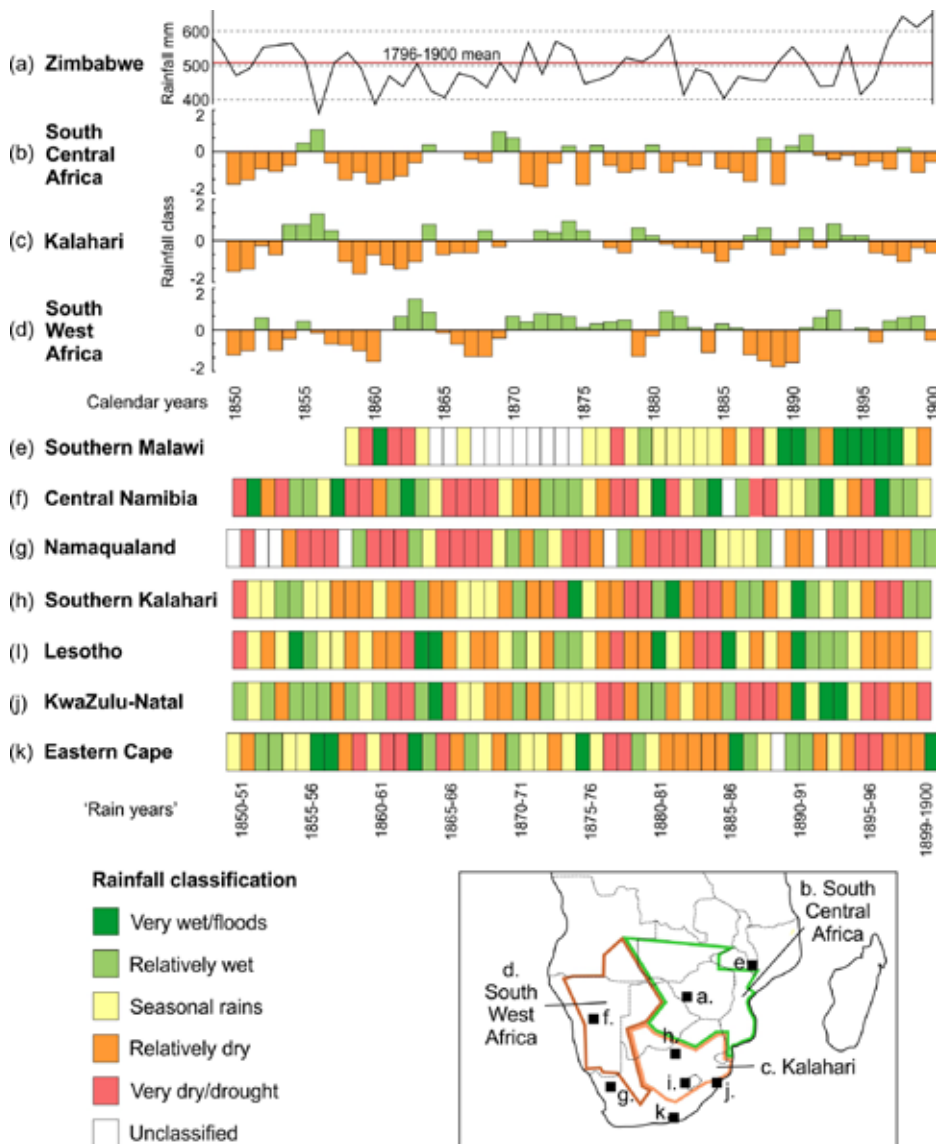 600
(a) Zimbabwe
Rainfall mm
1796-1900 mean
500
400
2
(b) South Central Africa
0
-2
Rainfall class
2
(c) Kalahari
0
-2
2
(d) South West Africa
0
-2
Calendar years
1850
1855
1860
1865
1870
1875
1880
1885
1890
1895
1900
(e) Southern Malawi
(f) Central Namibia
(g) Namaqualand
(h) Southern Kalahari
(I) Lesotho
(j) KwaZulu-Natal
(k) Eastern Cape
'Rain years'
1850-51
1855-56
1860-61
1865-66
1870-71
1875-76
1880-81
1885-86
1890-91
1895-96
1899-1900
Rainfall classification
Very wet/floods
Relatively wet
Seasonal rains
Relatively dry
Very dry/drought
Unclassified
b. South
Central
Africa
e.
d.
South
West
Africa
a.
f.
h.
c. Kalahari
g.
i.
j.
k.